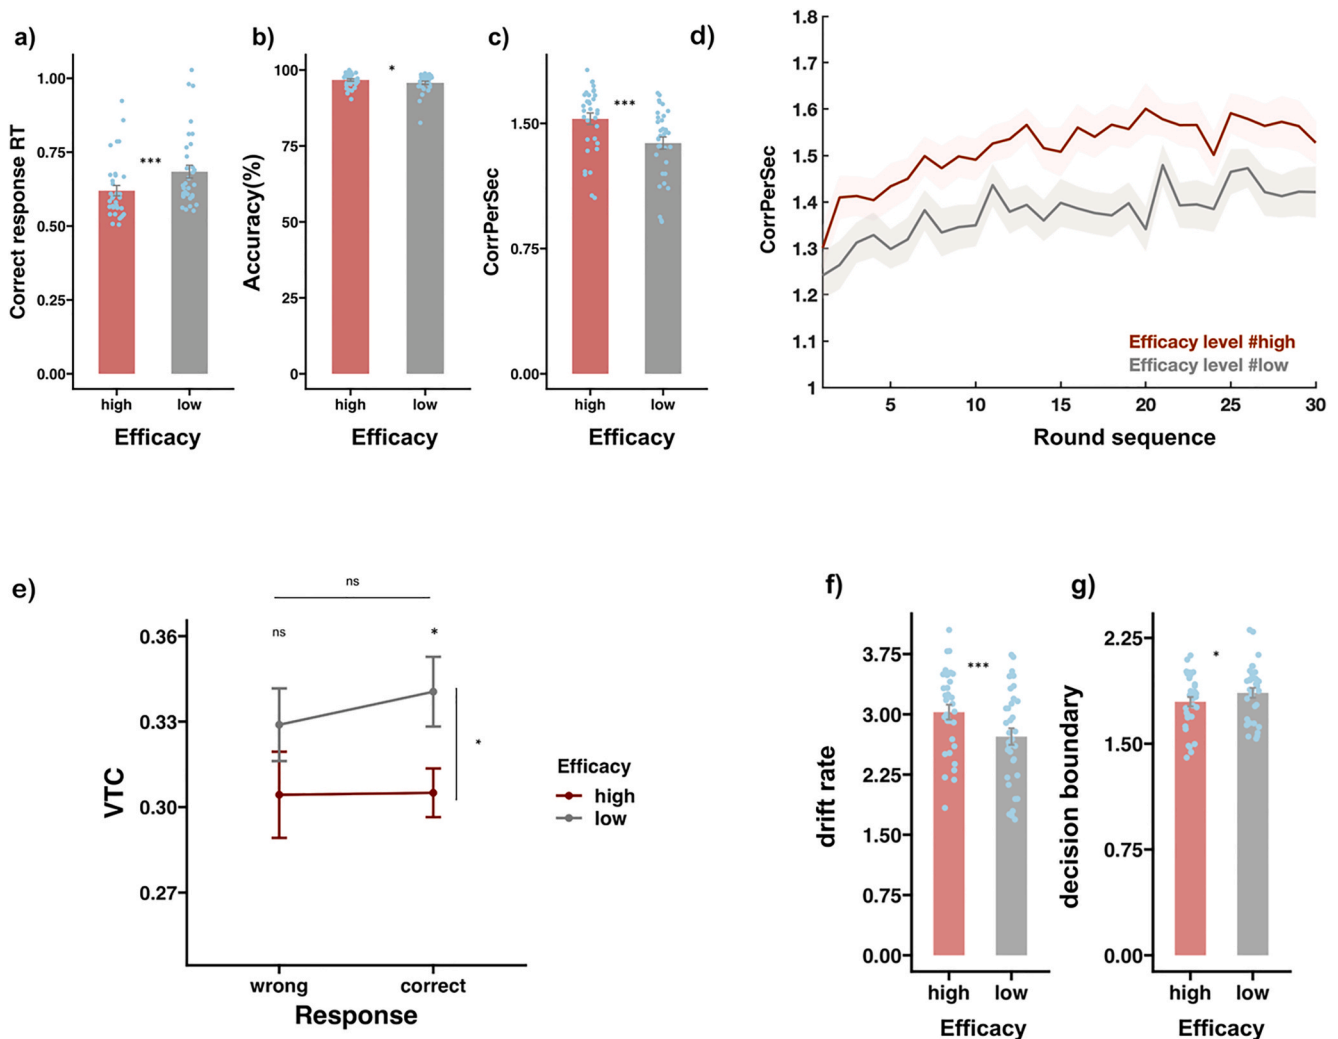 a)
Correct response RT
1.00
0.75
0.50
0.25
0.00
***
high low
Efficacy
b)
Accuracy(%)
100
75
50
25
0
*
high low
Efficacy
c)
CorrPerSec
1.50
0.75
0.00
***
high low
Efficacy
d)
CorrPerSec
1.8
1.7
1.6
1.5
1.4
1.3
1.2
1.1
1
Efficacy level #high
Efficacy level #low
5 10 15 20 25 30
Round sequence
e)
ns
ns
*
*
VTC
0.36
0.33
0.30
0.27
wrong correct
Response
Efficacy
high
low
f)
drift rate
3.75
3.00
2.25
1.50
0.75
0.00
***
high low
Efficacy
g)
decision boundary
2.25
1.50
0.75
0.00
*
high low
Efficacy